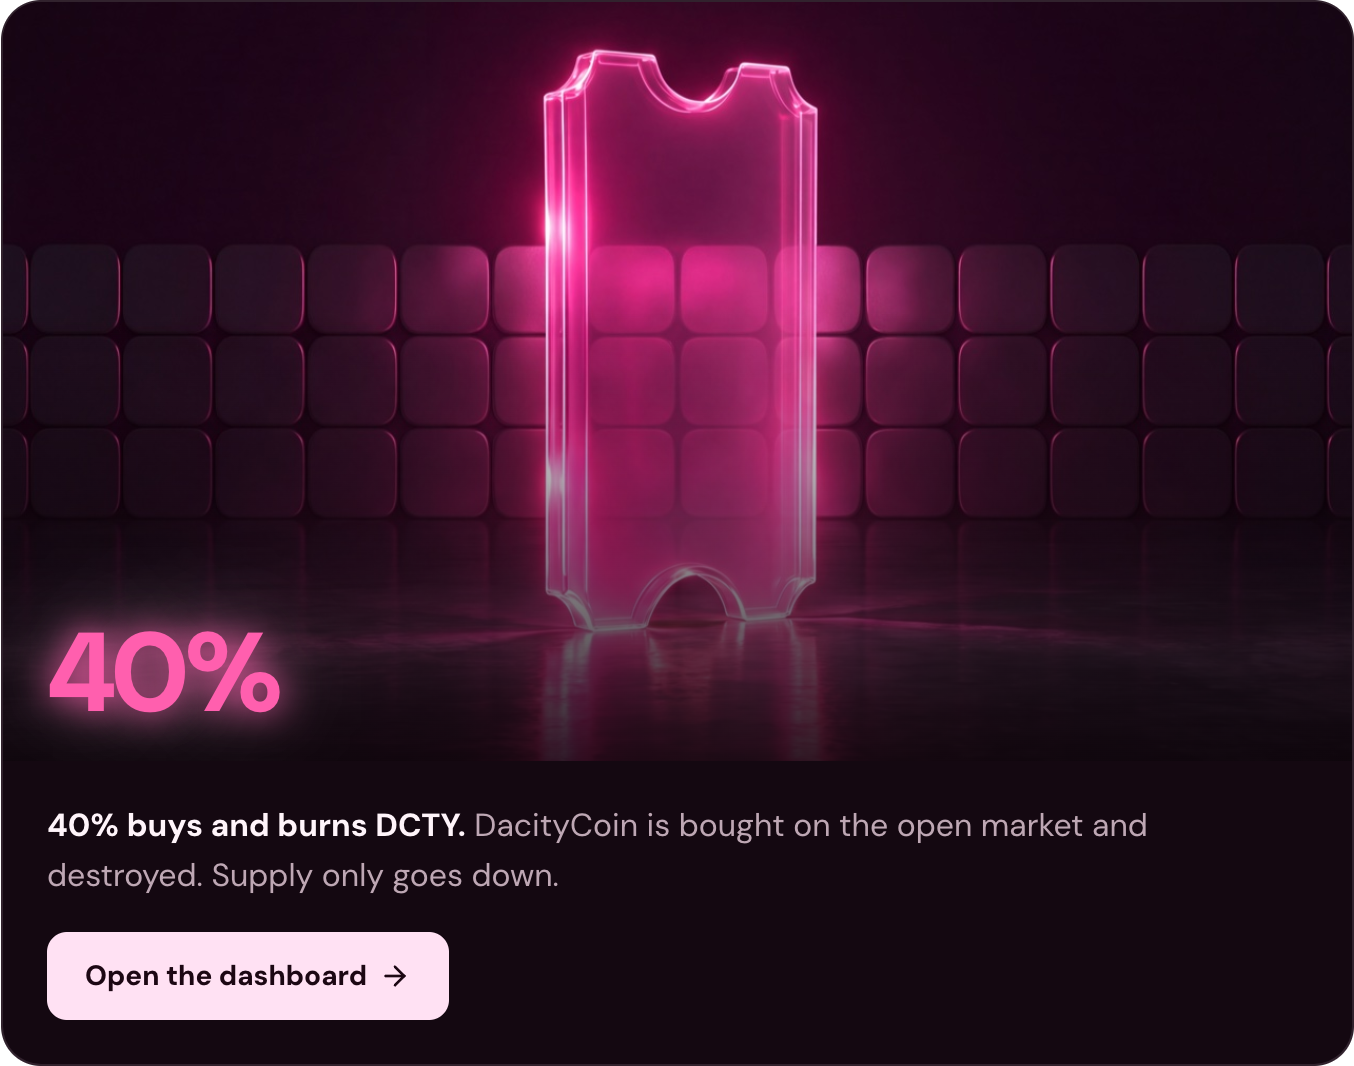 40%
40% buys and burns DCTY. DacityCoin is bought on the open market and
destroyed. Supply only goes down.
Open the dashboard →